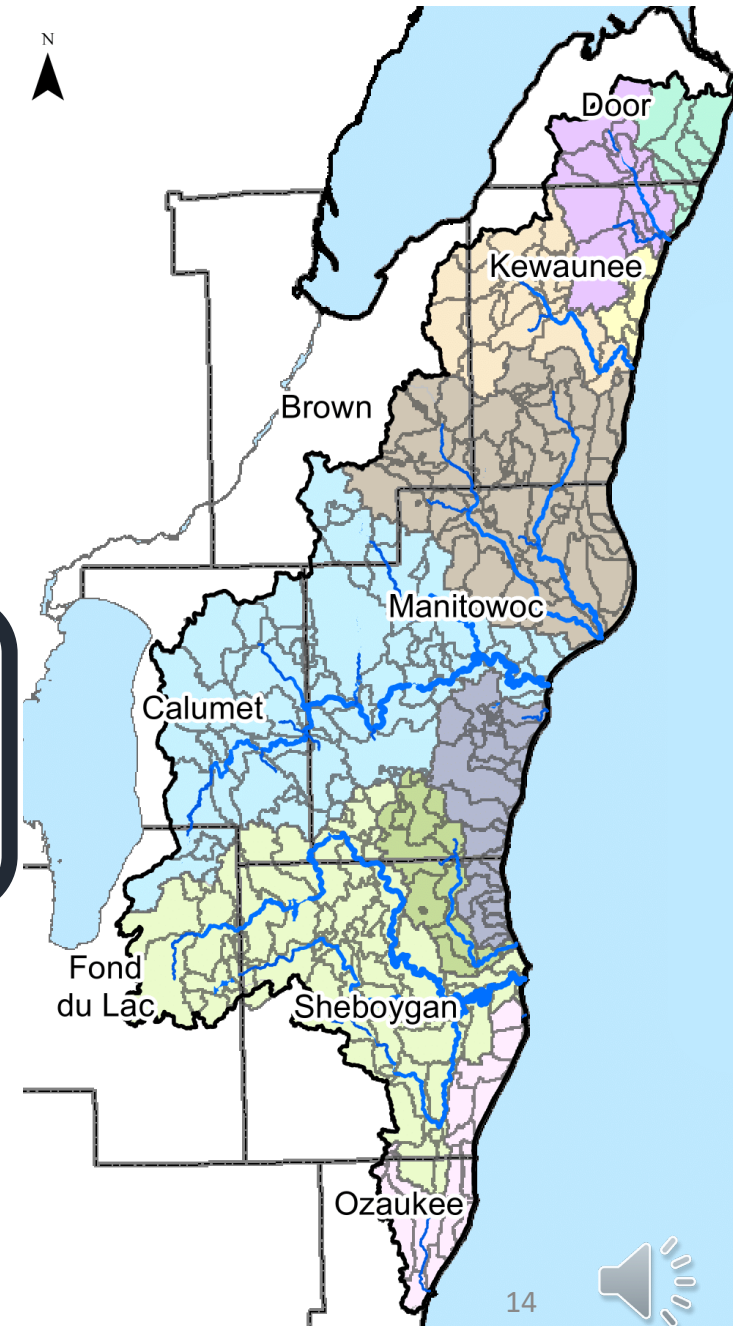 N
Door
Kewaunee
Brown
Manitowoc
Calumet
Fond
du Lac
Sheboygan
Ozaukee
14